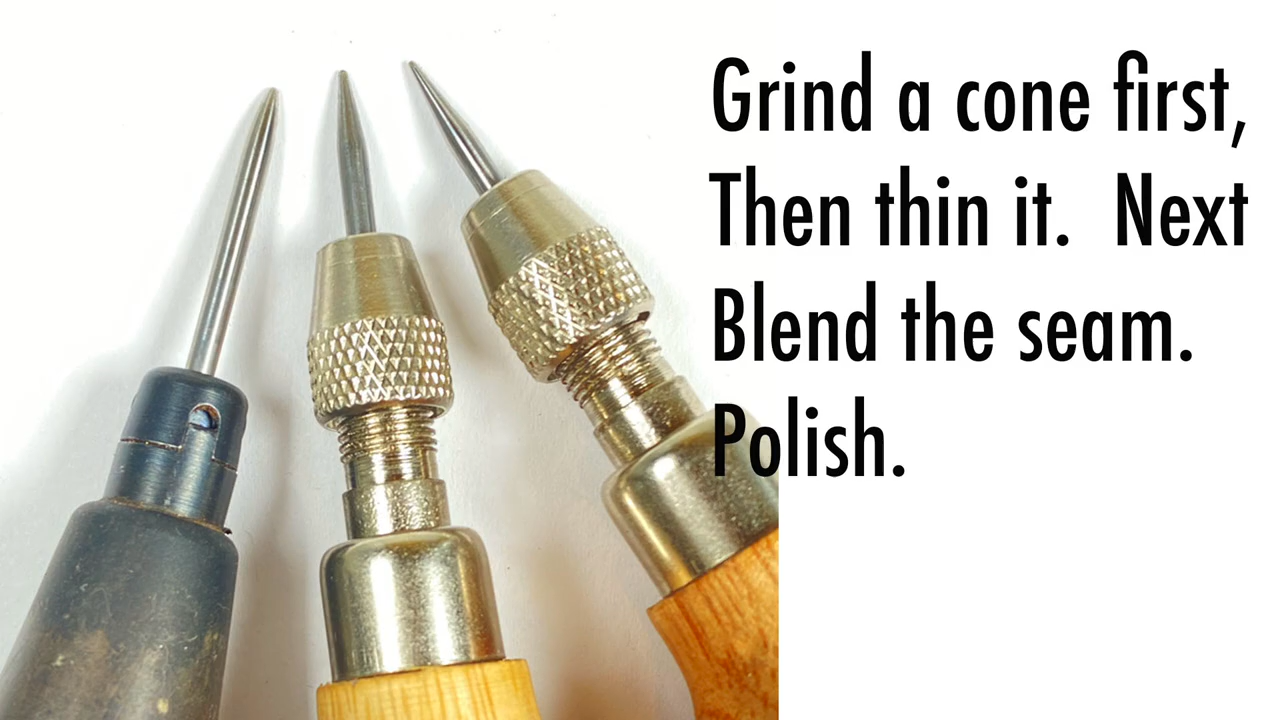 Grind a cone first,
Then thin it.  Next
Blend the seam.
Polish.